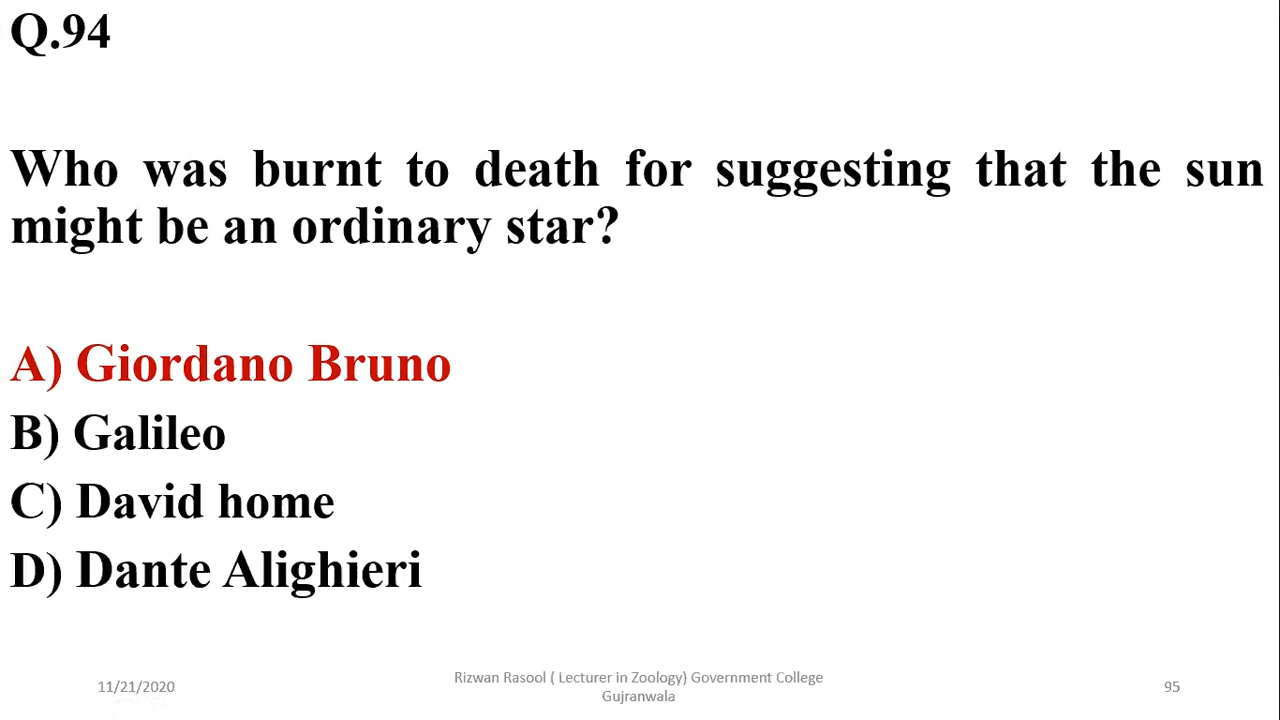 Q.94
Who was burnt to death for suggesting that the sun
might be an ordinary star?
A) Giordano Bruno
B) Galileo
C) David home
D) Dante Alighieri
11/21/2020
Rizwan Rasool ( Lecturer in Zoology) Government College
Gujranwala
95